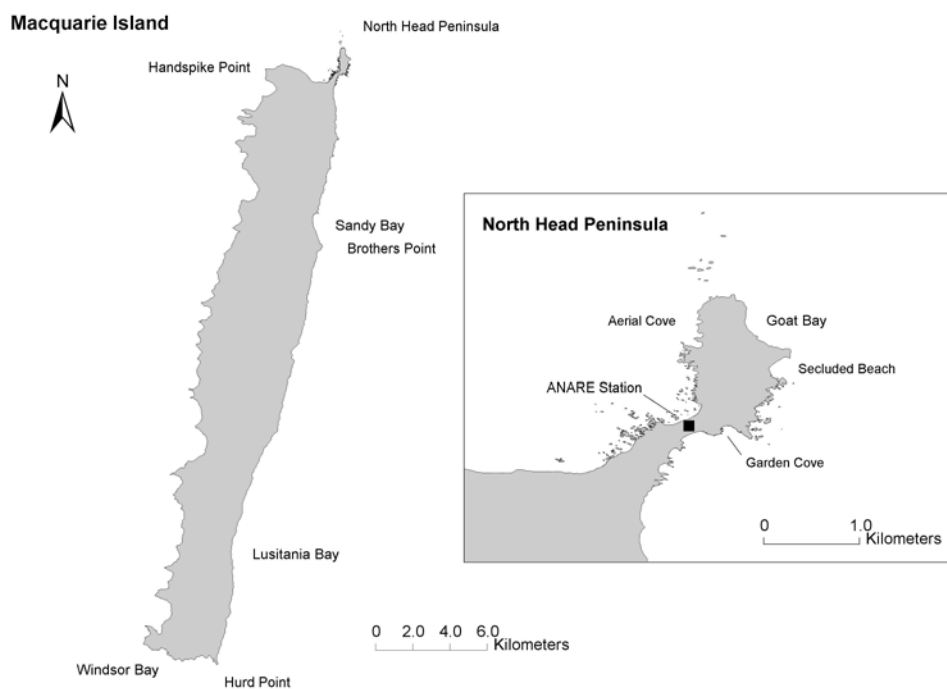 Macquarie Island
North Head Peninsula
Handspike Point
N
Sandy Bay
Brothers Point
Lusitania Bay
0 2.0 4.0 6.0
Kilometers
Windsor Bay
Hurd Point
North Head Peninsula
Aerial Cove
Goat Bay
Secluded Beach
ANARE Station
Garden Cove
0 1.0
Kilometers